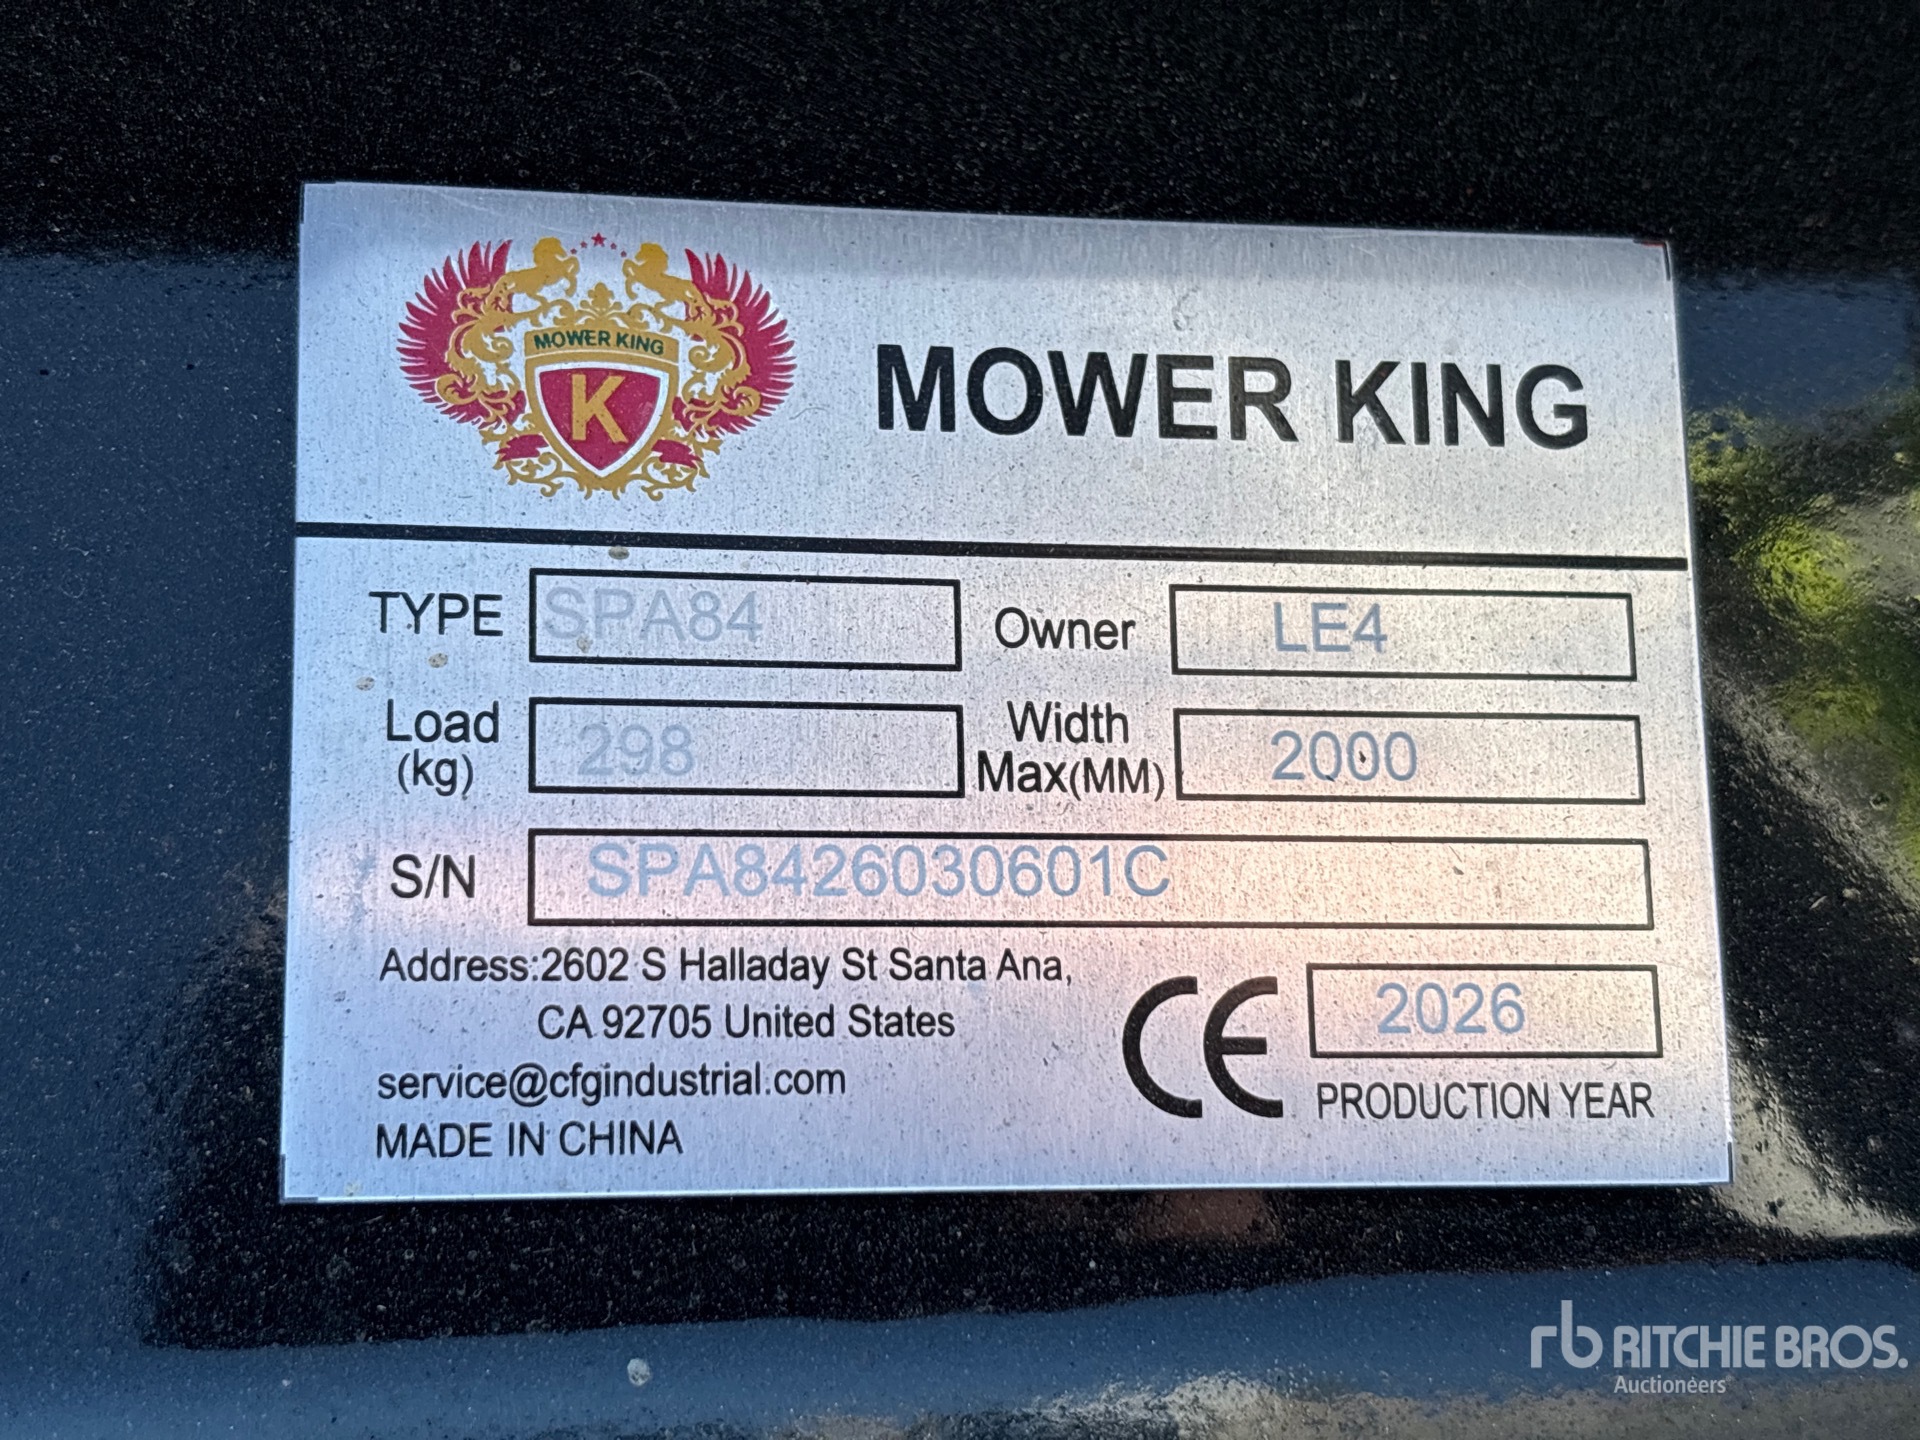 MOWER KING
K
MOWER KING
TYPE SPA84 Owner LE4
Load (kg) 298 Width Max(MM) 2000
S/N SPA8426030601C
Address:2602 S Halladay St Santa Ana,
CA 92705 United States
service@cfgindustrial.com
MADE IN CHINA
CE 2026
PRODUCTION YEAR
rb RITCHIE BROS.
Auctioneers